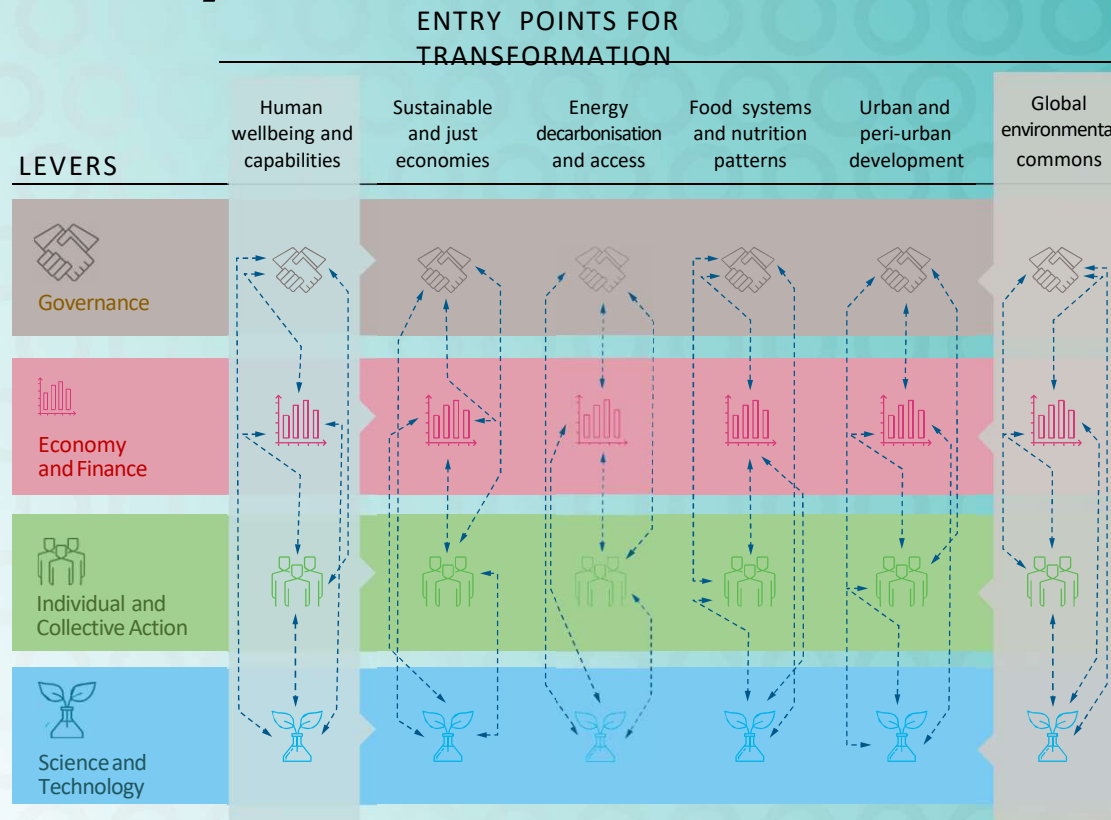 ENTRY POINTS FOR
TRANSFORMATION
Human
wellbeing and
capabilities
Sustainable
and just
economies
Energy
decarbonisation
and access
Food systems
and nutrition
patterns
Urban and
peri-urban
development
Global
environmenta
commons
LEVERS
Governance
Economy
and Finance
Individual and
Collective Action
Science and
Technology